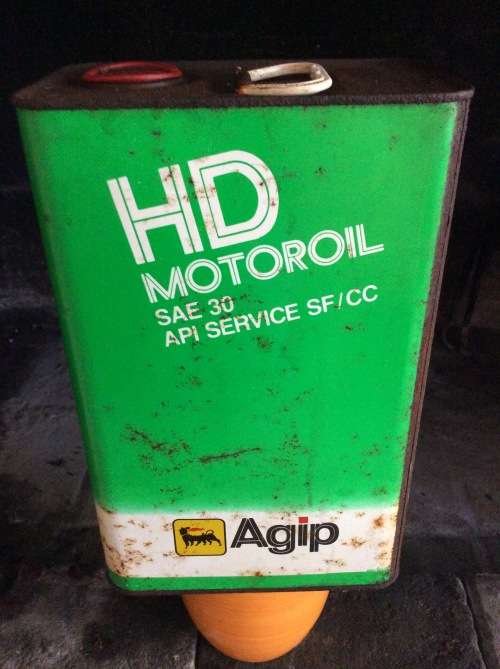 HD
MOTOROIL
SAE 30
API SERVICE SF/CC
Agip